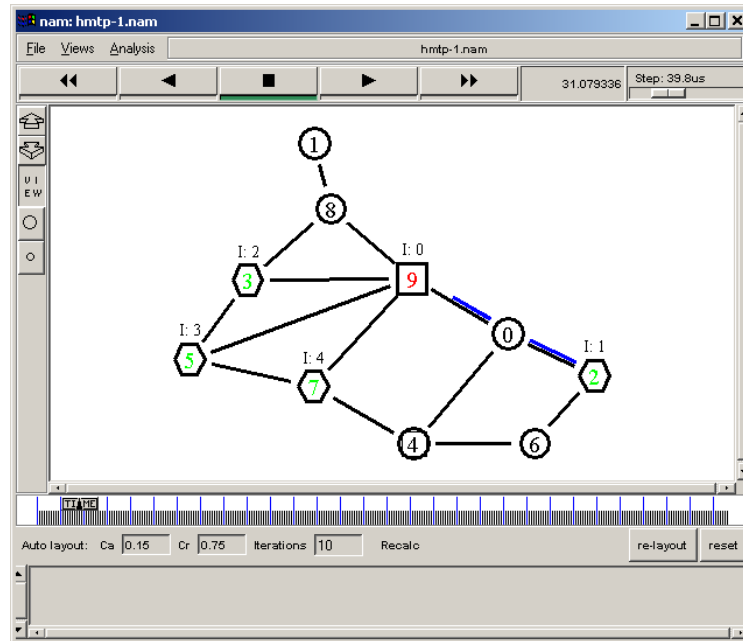 nam: hmtp-1.nam
File Views Analysis hmtp-1.nam
31.079336 Step: 39.8us
V I
E W
1
8
I: 2
I: 0
3
9
I: 3
0
I: 4
I: 1
5
7
2
4
6
TIME
Auto layout: Ca 0.15 Cr 0.75 Iterations 10 Recalc re-layout reset